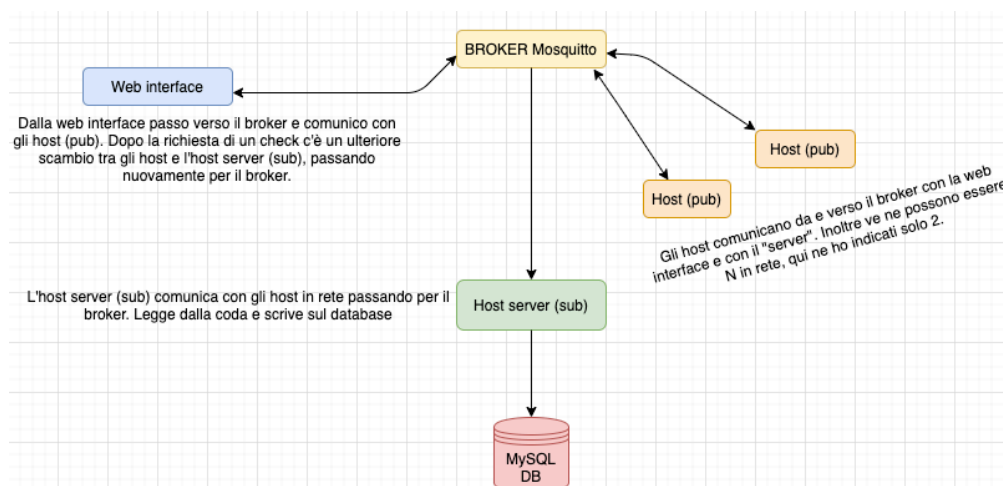 BROKER Mosquitto
Web interface
Dalla web interface passo verso il broker e comunico con
gli host (pub). Dopo la richiesta di un check c'è un ulteriore
scambio tra gli host e l'host server (sub), passando
nuovamente per il broker.
Host (pub)
Host (pub)
Gli host comunicano da e verso il broker con la web
interface e con il "server". Inoltre ve ne possono essere
N in rete, qui ne ho indicati solo 2.
L'host server (sub) comunica con gli host in rete passando per il
broker. Legge dalla coda e scrive sul database
Host server (sub)
MySQL
DB